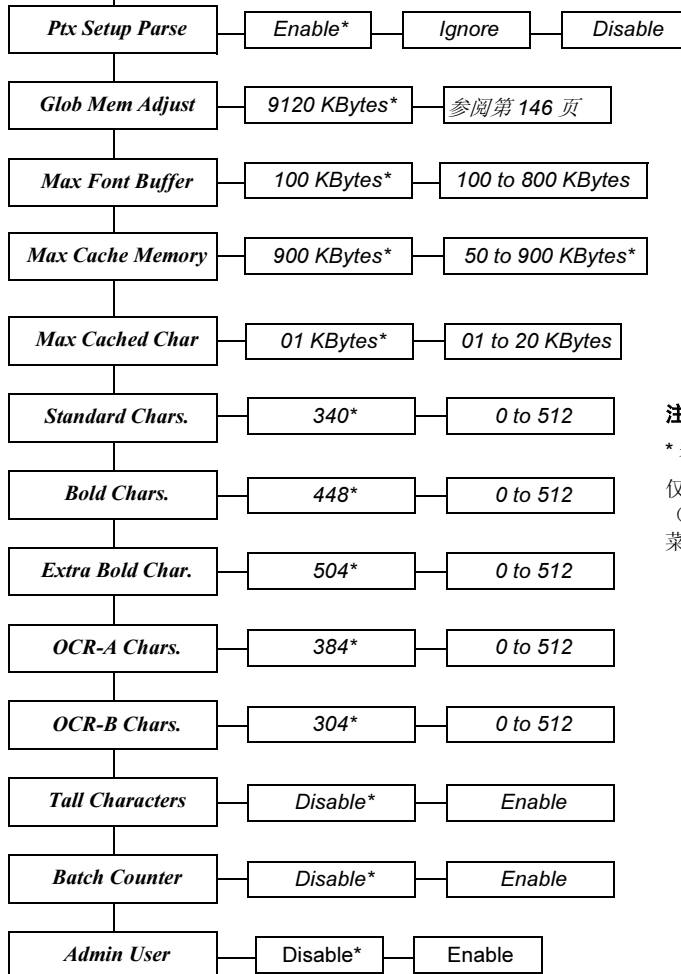 Ptx Setup Parse Enable* Ignore Disable
Glob Mem Adjust 9120 KBytes* 参阅第 146 页
Max Font Buffer 100 KBytes* 100 to 800 KBytes
Max Cache Memory 900 KBytes* 50 to 900 KBytes*
Max Cached Char 01 KBytes* 01 to 20 KBytes
Standard Chars. 340* 0 to 512
注
*
Bold Chars. 448* 0 to 512
仅
（
菜
Extra Bold Char. 504* 0 to 512
OCR-A Chars. 384* 0 to 512
OCR-B Chars. 304* 0 to 512
Tall Characters Disable* Enable
Batch Counter Disable* Enable
Admin User Disable* Enable